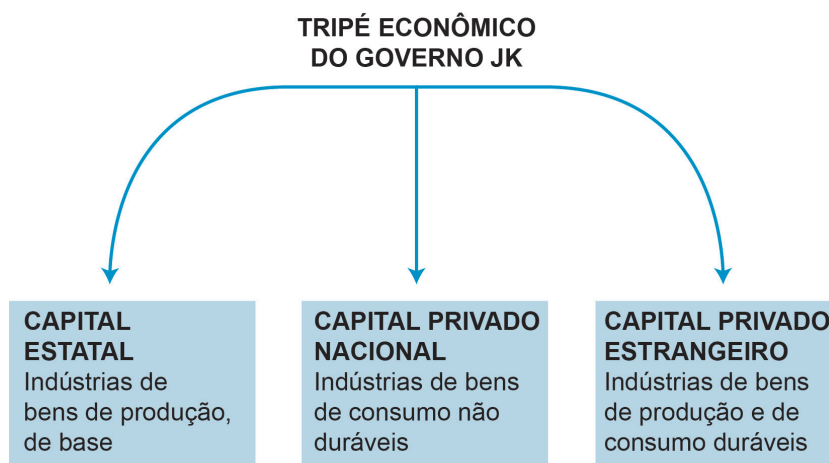 TRIPÉ ECONÔMICO
DO GOVERNO JK
CAPITAL
ESTATAL
Indústrias de
bens de produção,
de base
CAPITAL PRIVADO
NACIONAL
Indústrias de bens
de consumo não
duráveis
CAPITAL PRIVADO
ESTRANGEIRO
Indústrias de bens
de produção e de
consumo duráveis